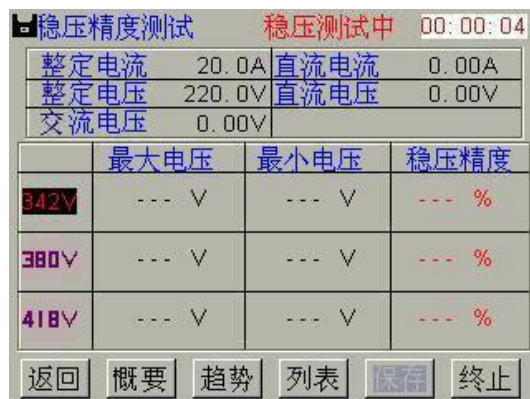 稳压精度测试 稳压测试中 00:00:04
整定电流 20.0A 直流电流 0.00A
整定电压 220.0V 直流电压 0.00V
交流电压 0.00V
最大电压 最小电压 稳压精度
342V --- V --- V --- %
380V --- V --- V --- %
418V --- V --- V --- %
返回 概要 趋势 列表 保存 终止